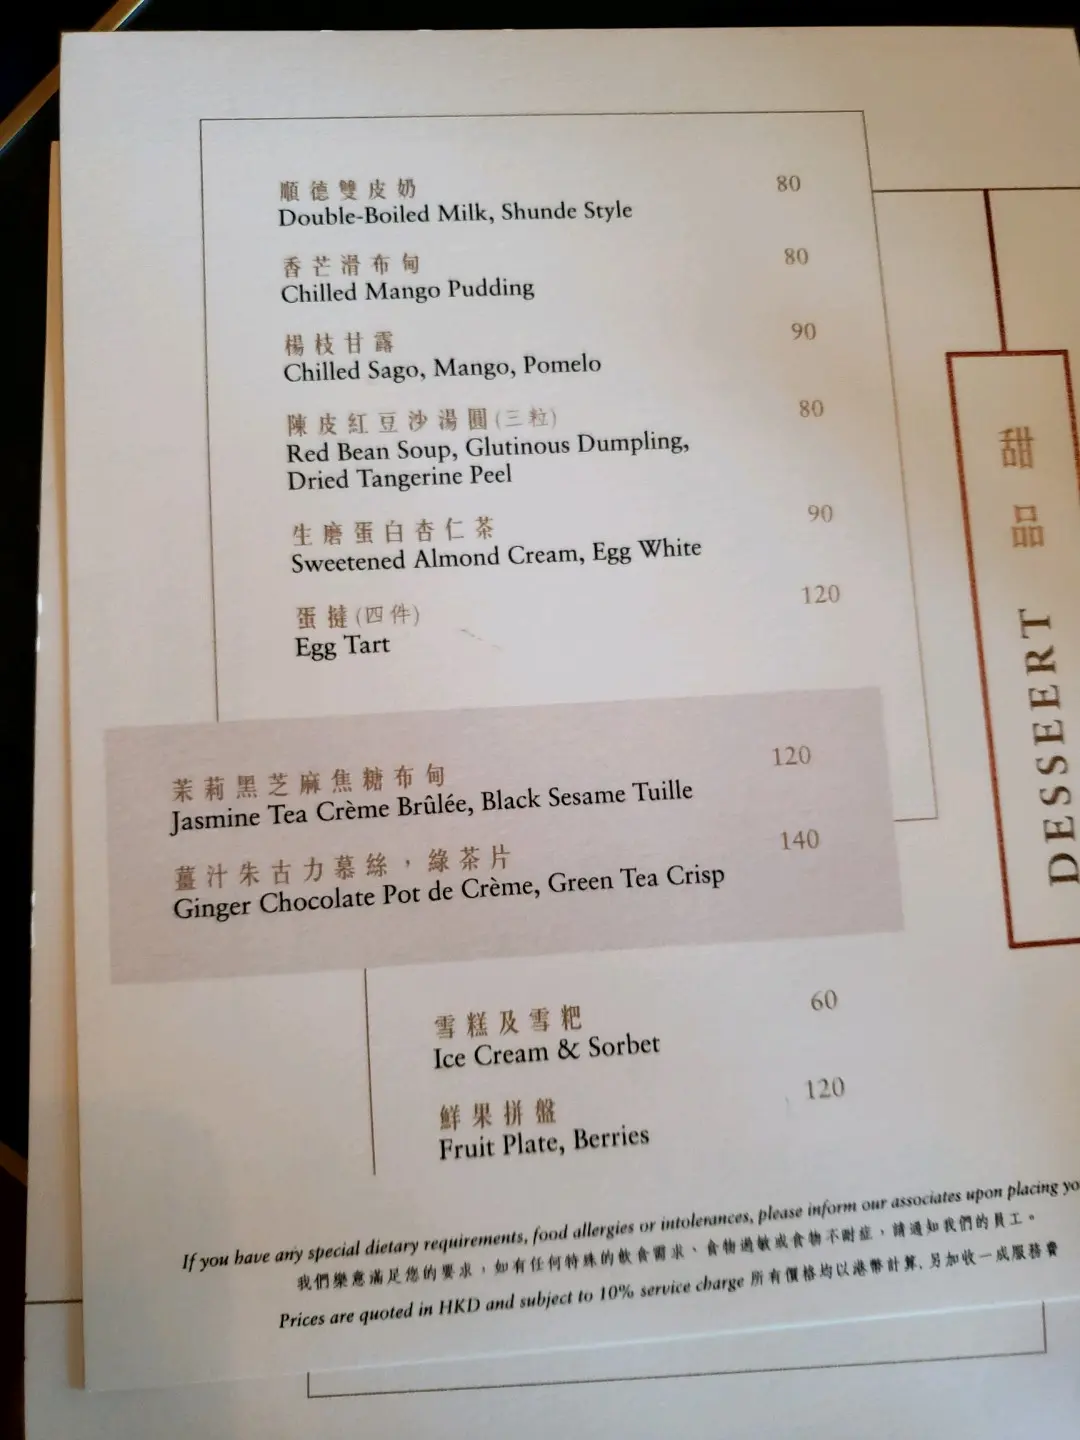 順德雙皮奶 80
Double-Boiled Milk, Shunde Style
香芒滑布甸 80
Chilled Mango Pudding
楊枝甘露 90
Chilled Sago, Mango, Pomelo
陳皮紅豆沙湯圓(三粒) 80
Red Bean Soup, Glutinous Dumpling,
Dried Tangerine Peel
生磨蛋白杏仁茶 90
Sweetened Almond Cream, Egg White
蛋撻(四件) 120
Egg Tart
茉莉黑芝麻焦糖布甸 120
Jasmine Tea Crème Brûlée, Black Sesame Tuille
薑汁朱古力慕絲，綠茶片 140
Ginger Chocolate Pot de Crème, Green Tea Crisp
雪糕及雪粑 60
Ice Cream & Sorbet
鮮果拼盤 120
Fruit Plate, Berries
甜品 DESSERT
If you have any special dietary requirements, food allergies or intolerances, please inform our associates upon placing yo
我們樂意滿足您的要求，如有任何特殊的飲食需求、食物過敏或食物不耐症，請通知我們的員工。
Prices are quoted in HKD and subject to 10% service charge 所有價格均以港幣計算, 另加收一成服務費